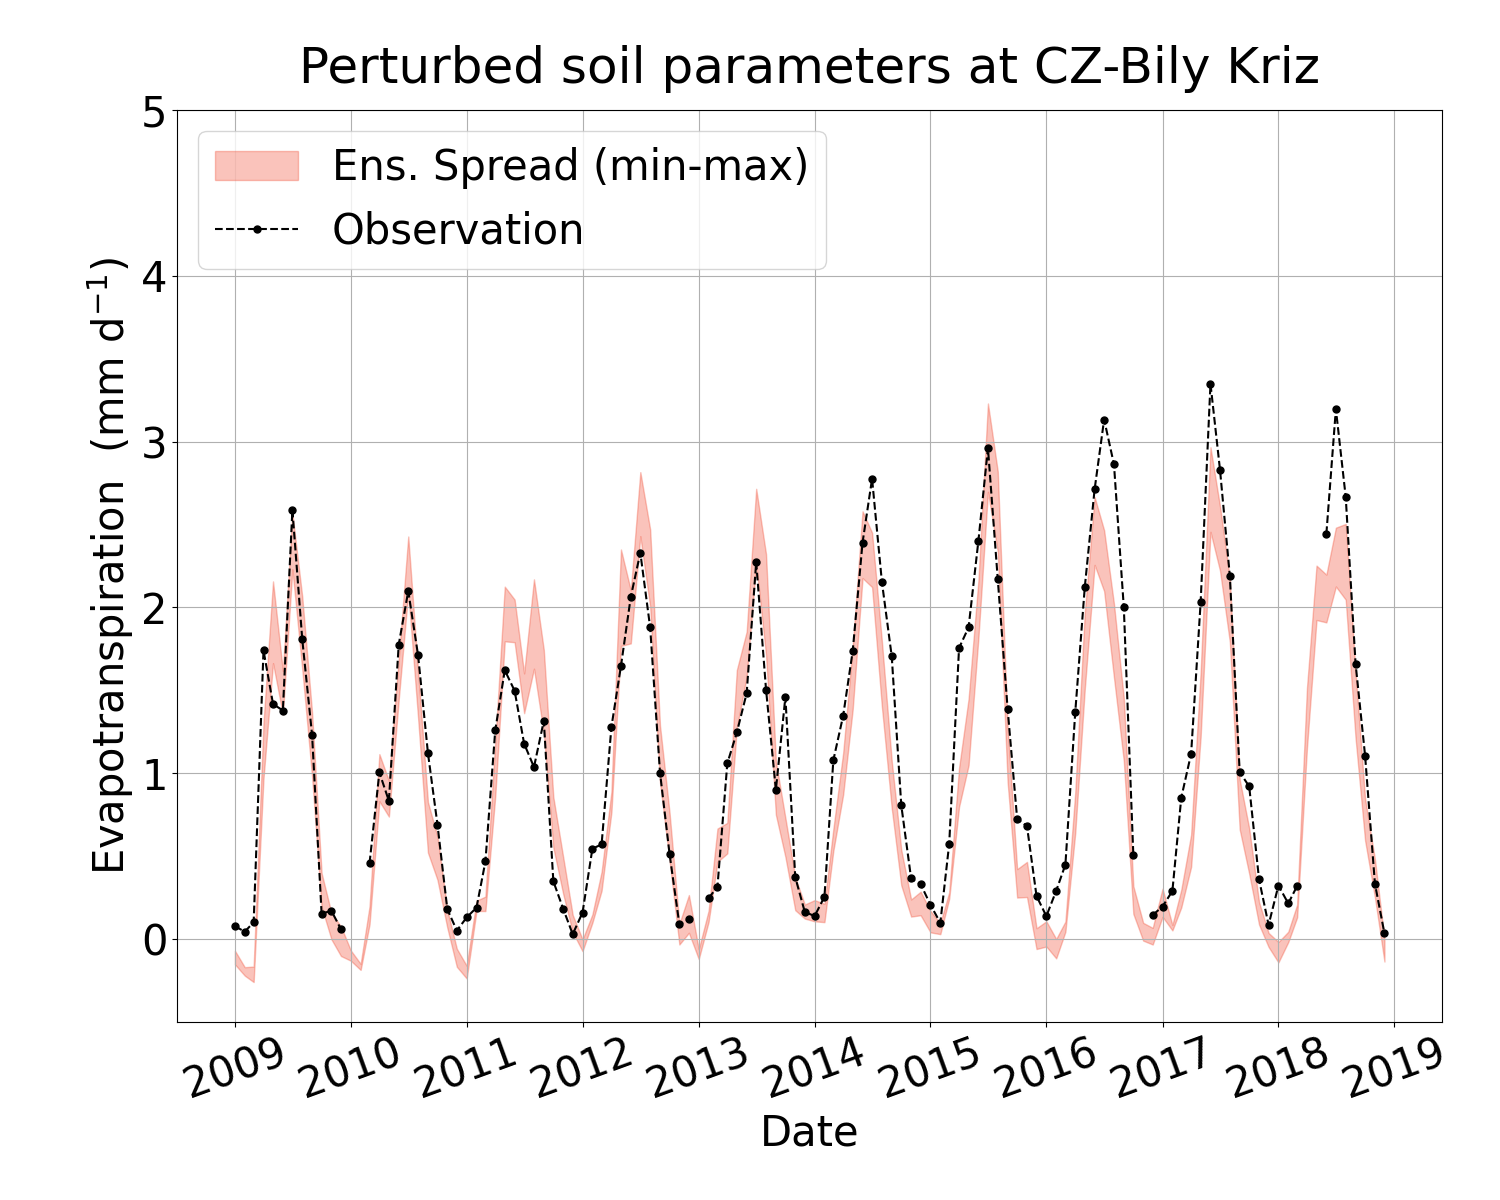 Perturbed soil parameters at CZ-Bily Kriz
Ens. Spread (min-max)
Observation
Evapotranspiration (mm d⁻¹)
5
4
3
2
1
0
2009 2010 2011 2012 2013 2014 2015 2016 2017 2018 2019
Date